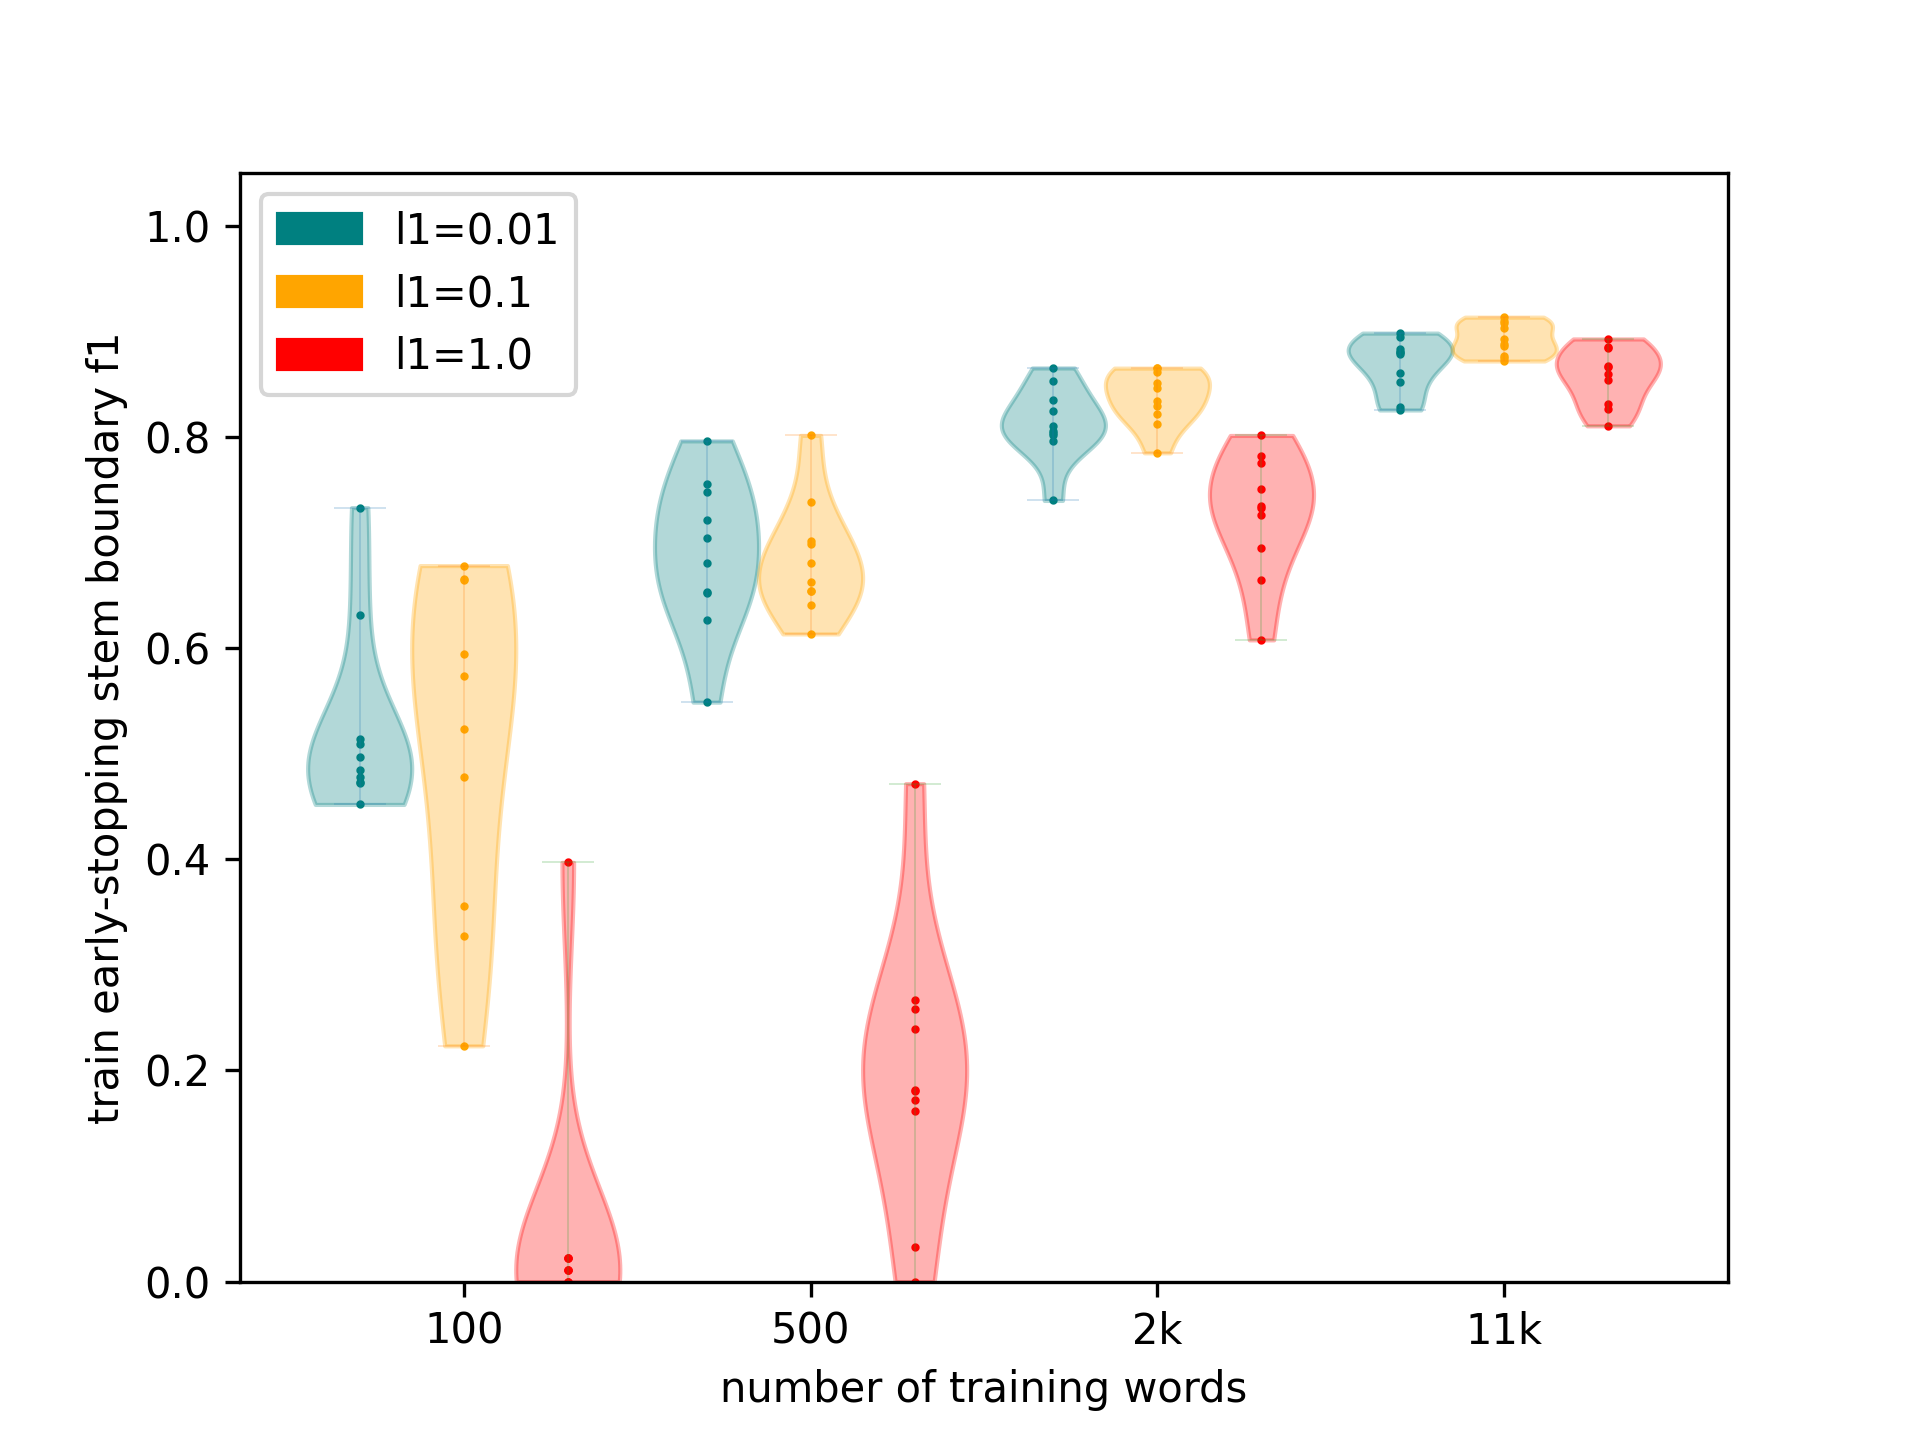 l1=0.01
l1=0.1
l1=1.0
train early-stopping stem boundary f1
1.0
0.8
0.6
0.4
0.2
0.0
100 500 2k 11k
number of training words